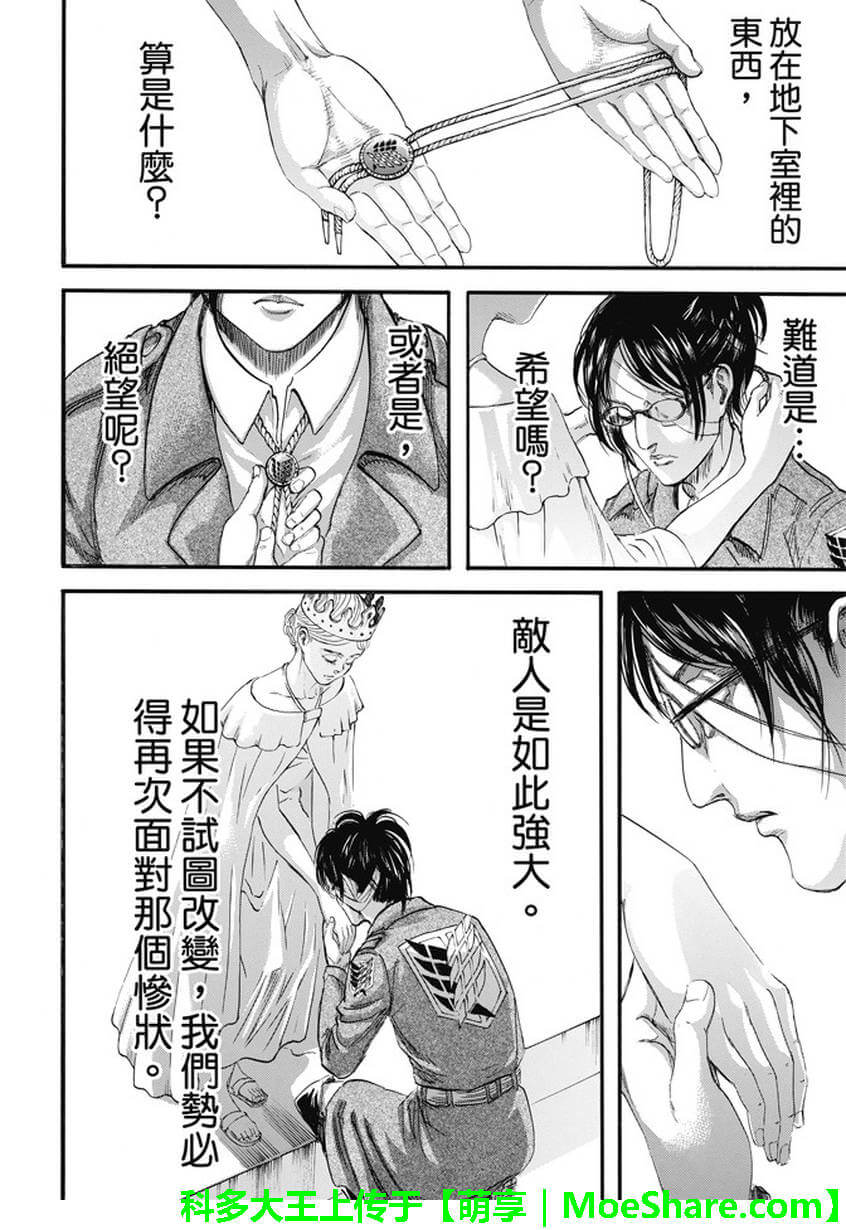 放在地下室裡的
東西，
算是什麼？
難道是…
希望嗎？
或者是，
絕望呢？
敵人是如此強大。
如果不試圖改變，我們勢必
得再次面對那個慘狀。
科多大王上传于【萌享｜MoeShare.com】